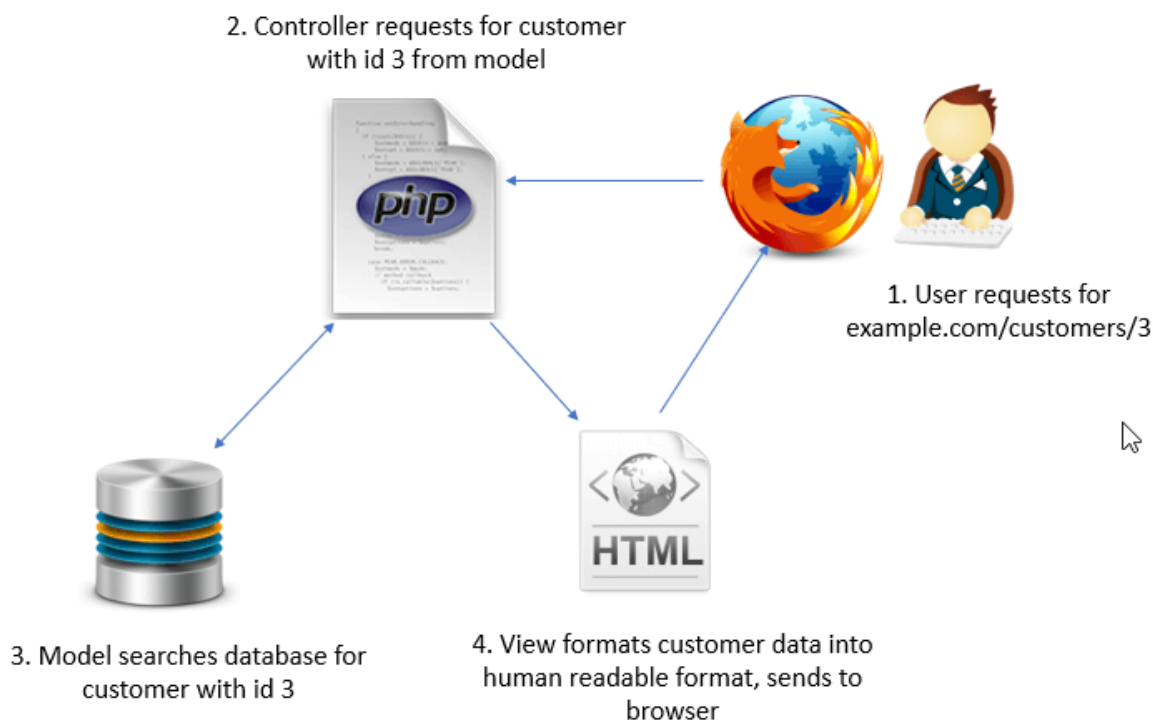 2. Controller requests for customer
with id 3 from model
php
1. User requests for
example.com/customers/3
HTML
3. Model searches database for
customer with id 3
4. View formats customer data into
human readable format, sends to
browser